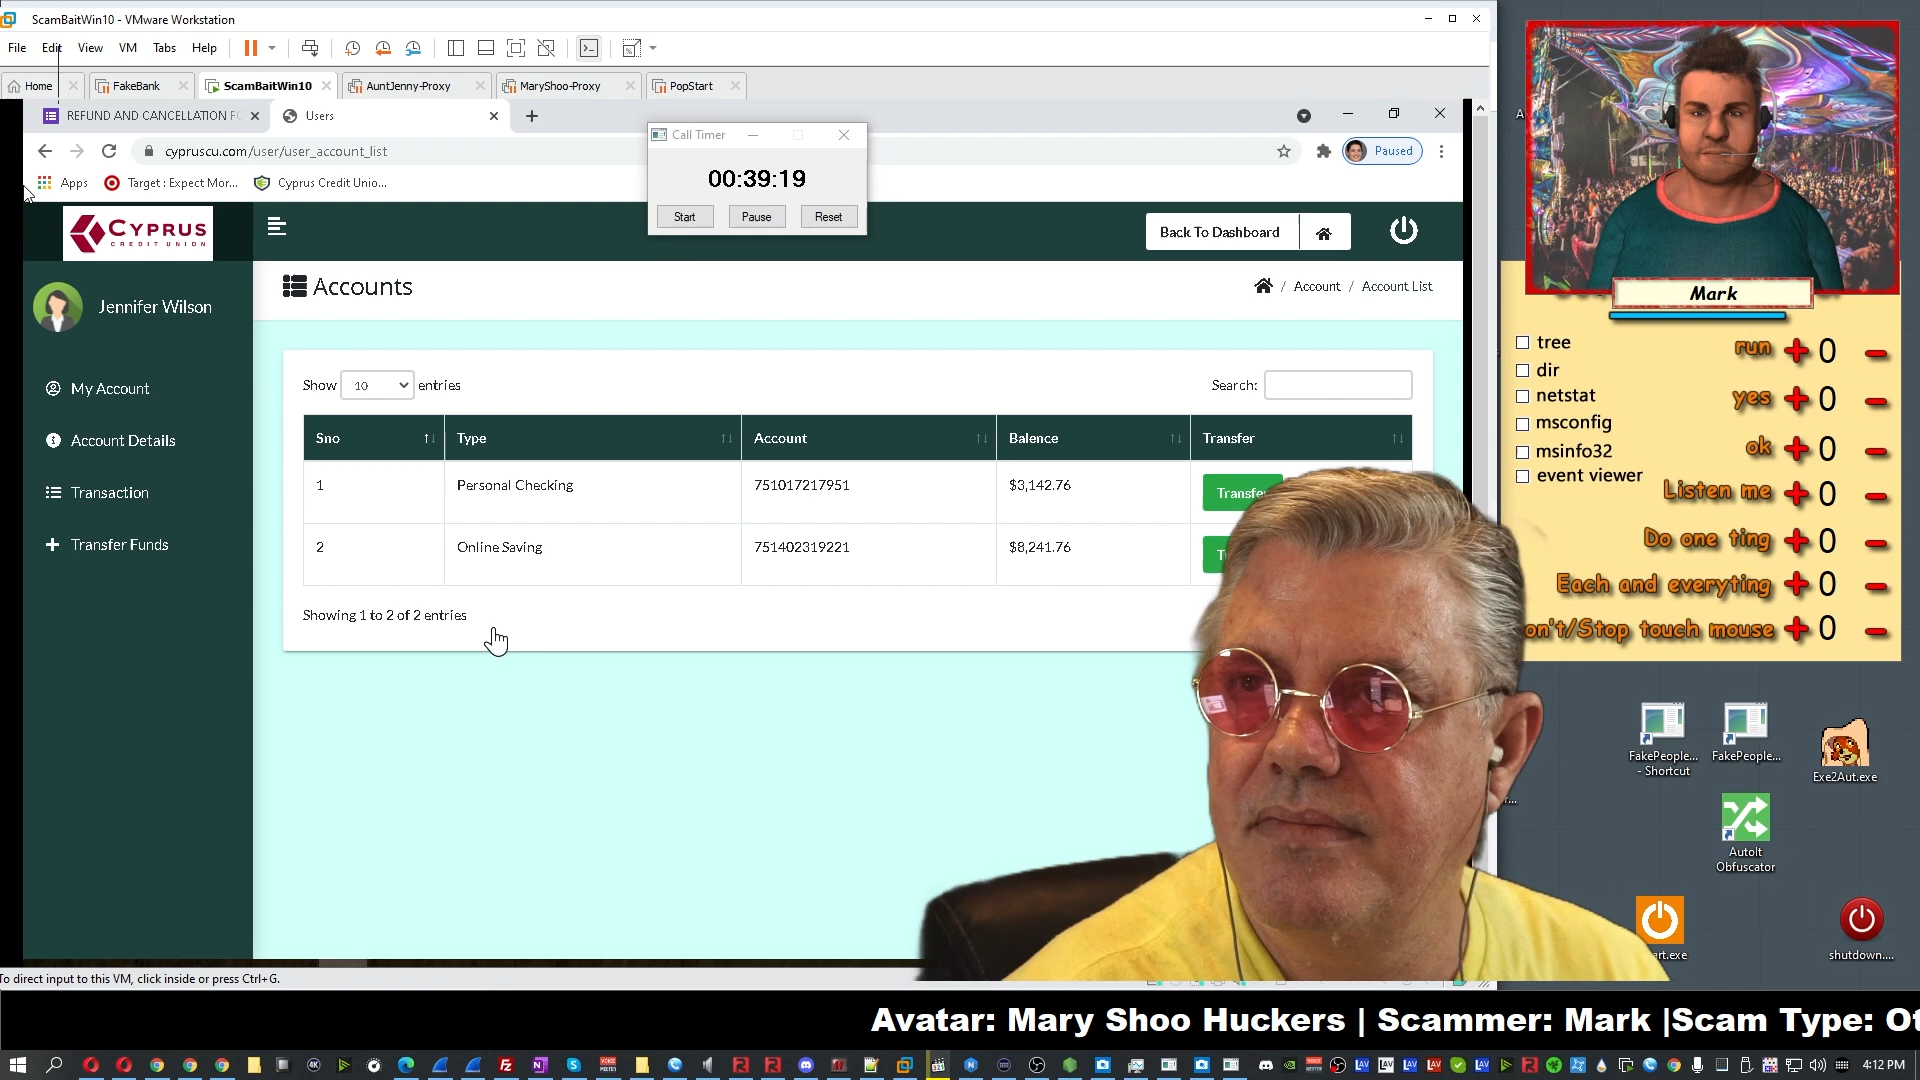 ScamBaitWin10 - VMware Workstation
File Edit View VM Tabs Help
Home FakeBank ScamBaitWin10 AuntJenny-Proxy MaryShoo-Proxy PopStart
REFUND AND CANCELLATION F Users
cypruscu.com/user/user_account_list Paused
Apps Target : Expect Mor... Cyprus Credit Unio...
Call Timer
00:39:19
Start Pause Reset
CYPRUS
CREDIT UNION
Back To Dashboard
Jennifer Wilson
My Account
Account Details
Transaction
Transfer Funds
Accounts
Account / Account List
Show 10 entries Search:
Sno Type Account Balence Transfer
1 Personal Checking 751017217951 $3,142.76 Transfe
2 Online Saving 751402319221 $8,241.76 T
Showing 1 to 2 of 2 entries
Mark
tree
dir
netstat
msconfig
msinfo32
event viewer
run + 0 -
yes + 0 -
ok + 0 -
Listen me + 0 -
Do one ting + 0 -
Each and everyting + 0 -
on't/Stop touch mouse + 0 -
FakePeople...
- Shortcut
FakePeople...
Exe2Aut.exe
AutoIt
Obfuscator
art.exe
shutdown....
To direct input to this VM, click inside or press Ctrl+G.
Avatar: Mary Shoo Huckers | Scammer: Mark |Scam Type: Ot
4:12 PM